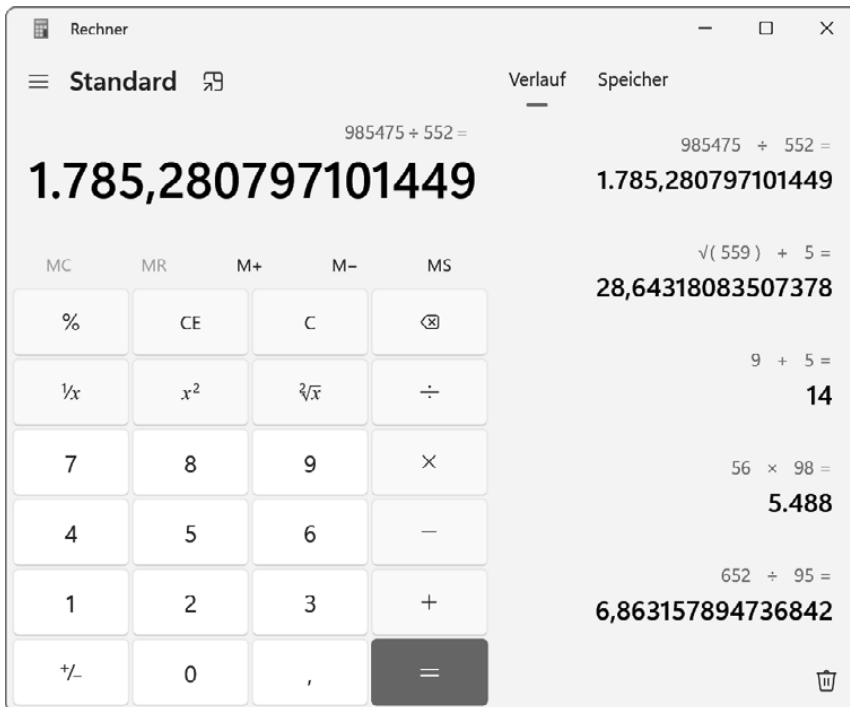 Rechner
Standard
Verlauf Speicher
985475 ÷ 552 =
1.785,280797101449
MC MR M+ M− MS
% CE C
¹/x x² ²√x ÷
7 8 9 ×
4 5 6 −
1 2 3 +
+/− 0 , =
985475 ÷ 552 =
1.785,280797101449
√( 559 ) + 5 =
28,64318083507378
9 + 5 =
14
56 × 98 =
5.488
652 ÷ 95 =
6,863157894736842